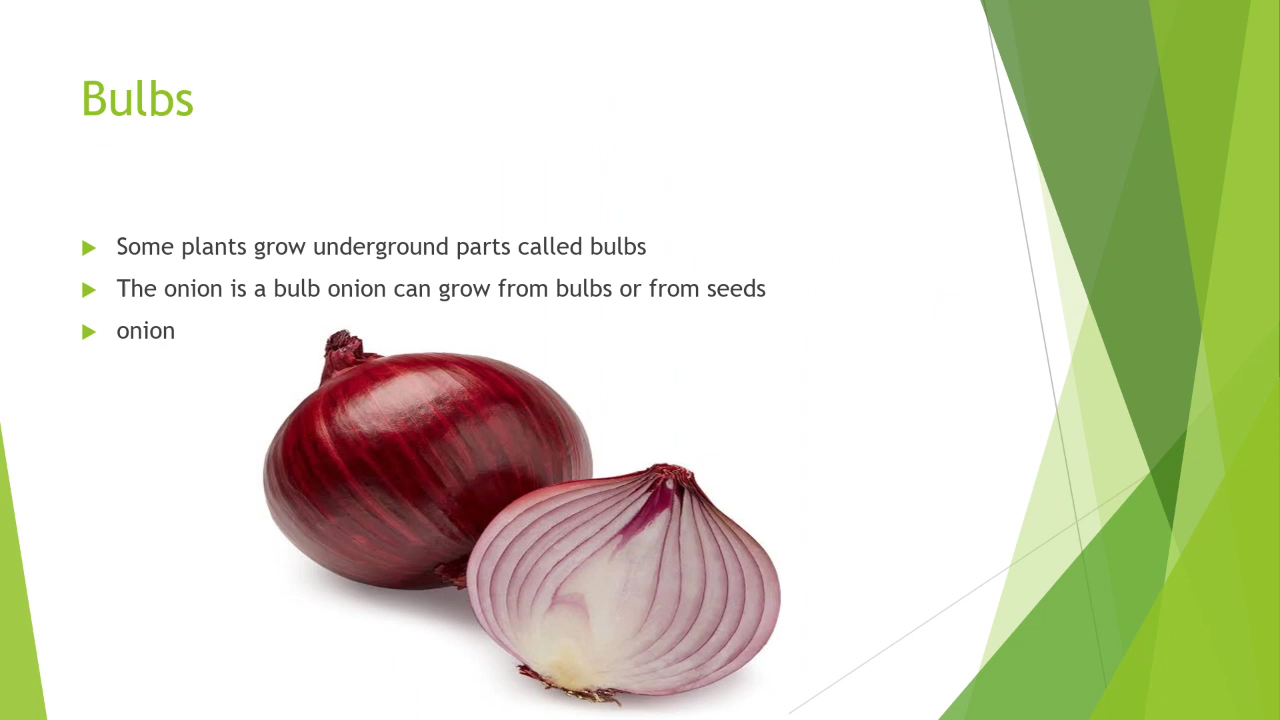 Bulbs
Some plants grow underground parts called bulbs
The onion is a bulb onion can grow from bulbs or from seeds
onion